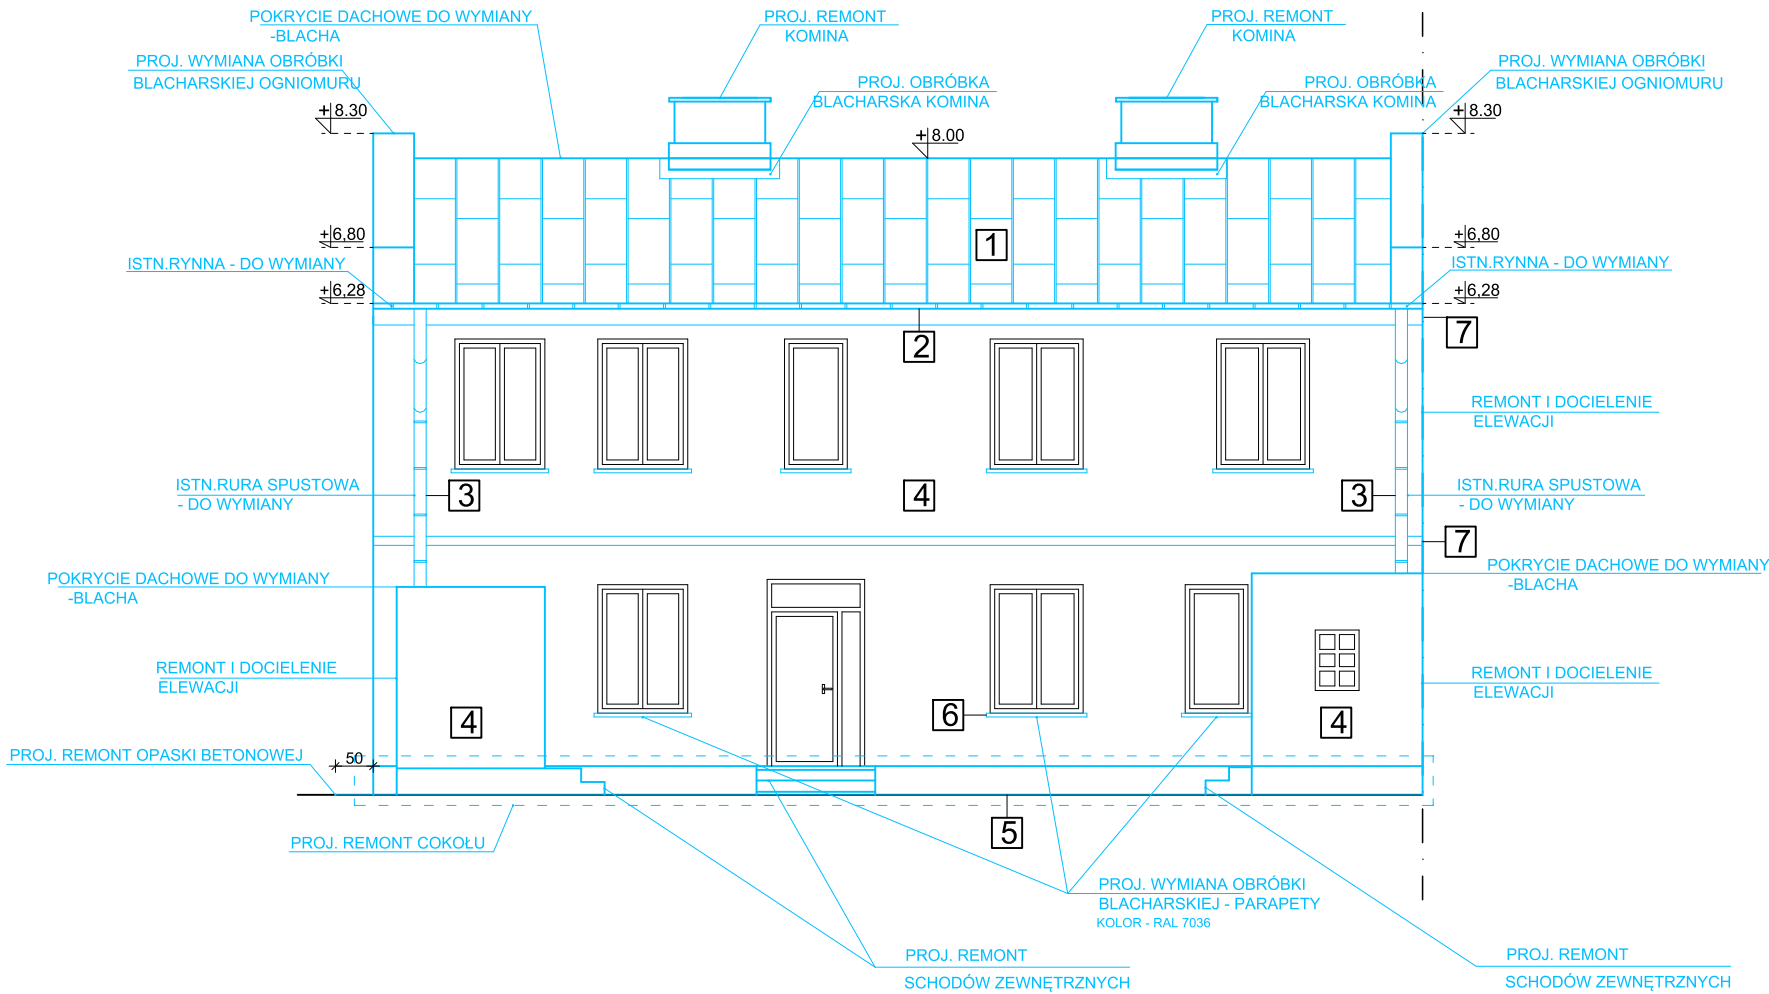 POKRYCIE DACHOWE DO WYMIANY
-BLACHA
PROJ. REMONT
KOMINA
PROJ. REMONT
KOMINA
PROJ. WYMIANA OBRÓBKI
BLACHARSKIEJ OGNIOMURU
PROJ. OBRÓBKA
BLACHARSKA KOMINA
PROJ. OBRÓBKA
BLACHARSKA KOMINA
PROJ. WYMIANA OBRÓBKI
BLACHARSKIEJ OGNIOMURU
+8.30
+8.00
+8.30
+6,80
1
+6,80
ISTN.RYNNA - DO WYMIANY
ISTN.RYNNA - DO WYMIANY
+6,28
+6,28
2
7
REMONT I DOCIELENIE
ELEWACJI
ISTN.RURA SPUSTOWA
- DO WYMIANY
3
4
3
ISTN.RURA SPUSTOWA
- DO WYMIANY
7
POKRYCIE DACHOWE DO WYMIANY
-BLACHA
POKRYCIE DACHOWE DO WYMIANY
-BLACHA
REMONT I DOCIELENIE
ELEWACJI
REMONT I DOCIELENIE
ELEWACJI
4
6
4
PROJ. REMONT OPASKI BETONOWEJ
50
5
PROJ. REMONT COKOŁU
PROJ. WYMIANA OBRÓBKI
BLACHARSKIEJ - PARAPETY
KOLOR - RAL 7036
PROJ. REMONT
SCHODÓW ZEWNĘTRZNYCH
PROJ. REMONT
SCHODÓW ZEWNĘTRZNYCH